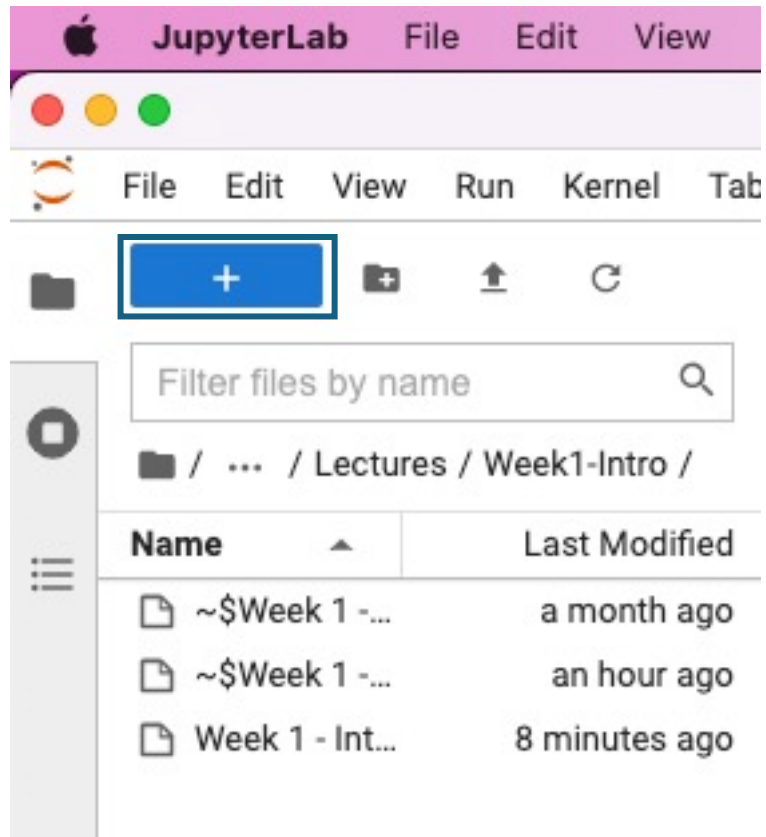 JupyterLab File Edit View
File Edit View Run Kernel Tab
+
Filter files by name
/ ... / Lectures / Week1-Intro /
Name Last Modified
~$Week 1 -... a month ago
~$Week 1 -... an hour ago
Week 1 - Int... 8 minutes ago